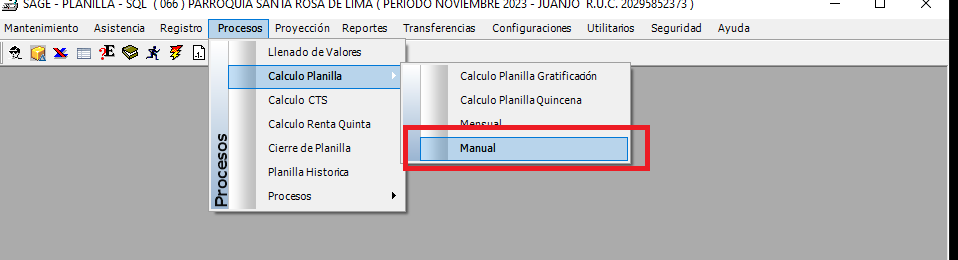 SAGE - PLANILLA - SQL ( 066 ) PARROQUIA SANTA ROSA DE LIMA ( PERIODO NOVIEMBRE 2023 - JUANJO R.U.C. 20295852373 )
Mantenimiento Asistencia Registro Procesos Proyección Reportes Transferencias Configuraciones Utilitarios Seguridad Ayuda
Llenado de Valores
Calculo Planilla
Calculo CTS
Calculo Renta Quinta
Cierre de Planilla
Planilla Historica
Procesos
Procesos
Calculo Planilla Gratificación
Calculo Planilla Quincena
Mensual
Manual